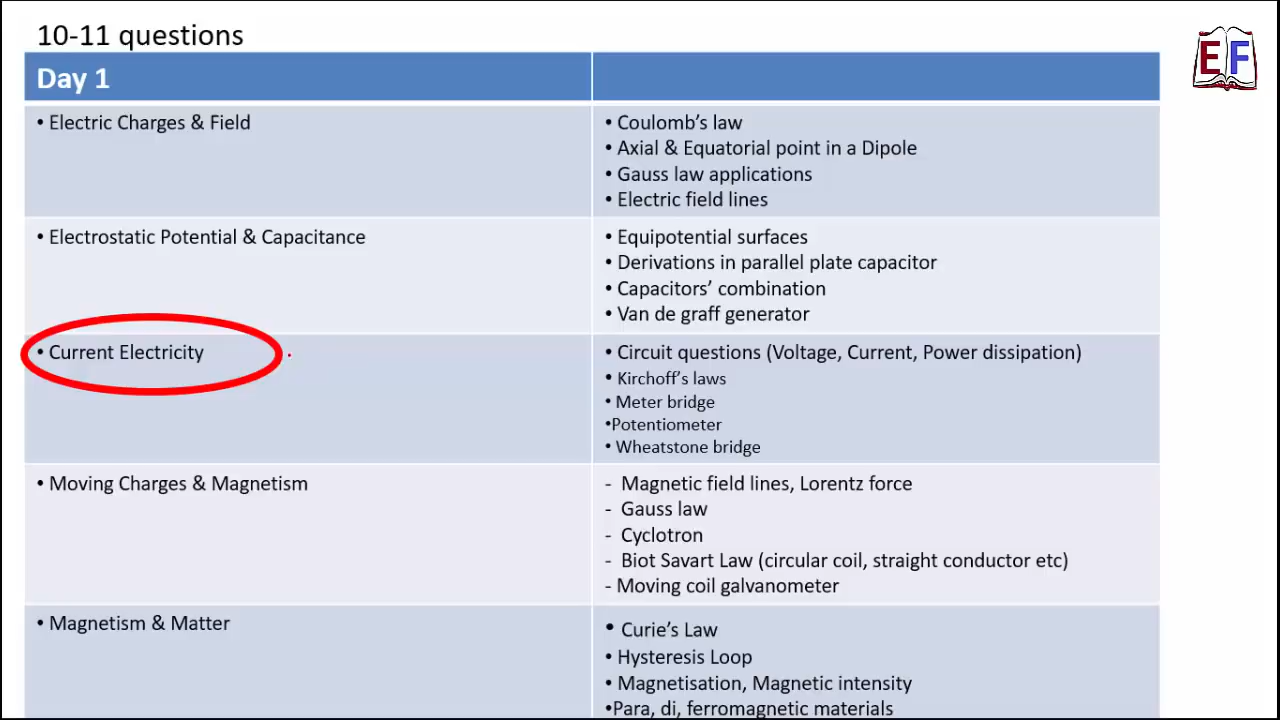 10-11 questions
EF
Day 1
• Electric Charges & Field
• Coulomb's law
• Axial & Equatorial point in a Dipole
• Gauss law applications
• Electric field lines
• Electrostatic Potential & Capacitance
• Equipotential surfaces
• Derivations in parallel plate capacitor
• Capacitors' combination
• Van de graff generator
• Current Electricity
• Circuit questions (Voltage, Current, Power dissipation)
• Kirchoff's laws
• Meter bridge
•Potentiometer
• Wheatstone bridge
• Moving Charges & Magnetism
- Magnetic field lines, Lorentz force
- Gauss law
- Cyclotron
- Biot Savart Law (circular coil, straight conductor etc)
- Moving coil galvanometer
• Magnetism & Matter
• Curie's Law
• Hysteresis Loop
• Magnetisation, Magnetic intensity
•Para, di, ferromagnetic materials